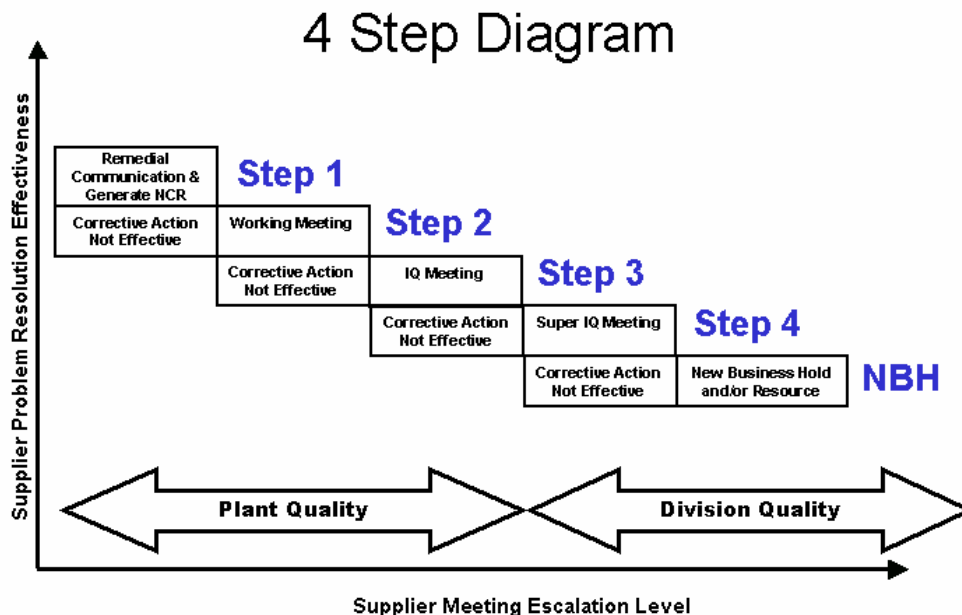 4 Step Diagram
Supplier Problem Resolution Effectiveness
Remedial
Communication &
Generate NCR
Step 1
Corrective Action
Not Effective
Working Meeting
Step 2
Corrective Action
Not Effective
IQ Meeting
Step 3
Corrective Action
Not Effective
Super IQ Meeting
Step 4
Corrective Action
Not Effective
New Business Hold
and/or Resource
NBH
Plant Quality
Division Quality
Supplier Meeting Escalation Level